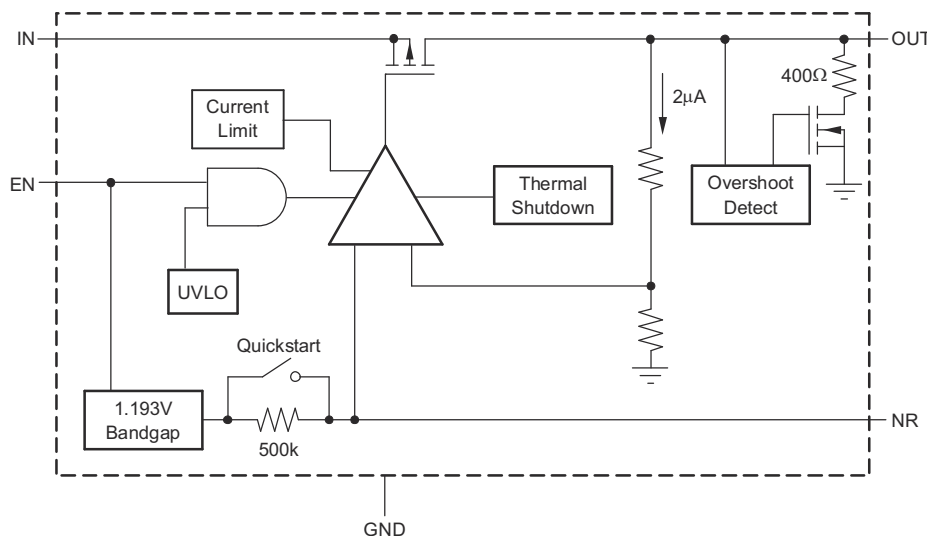 IN
OUT
400Ω
2μA
Current
Limit
EN
Thermal
Shutdown
Overshoot
Detect
UVLO
Quickstart
1.193V
Bandgap
500k
NR
GND